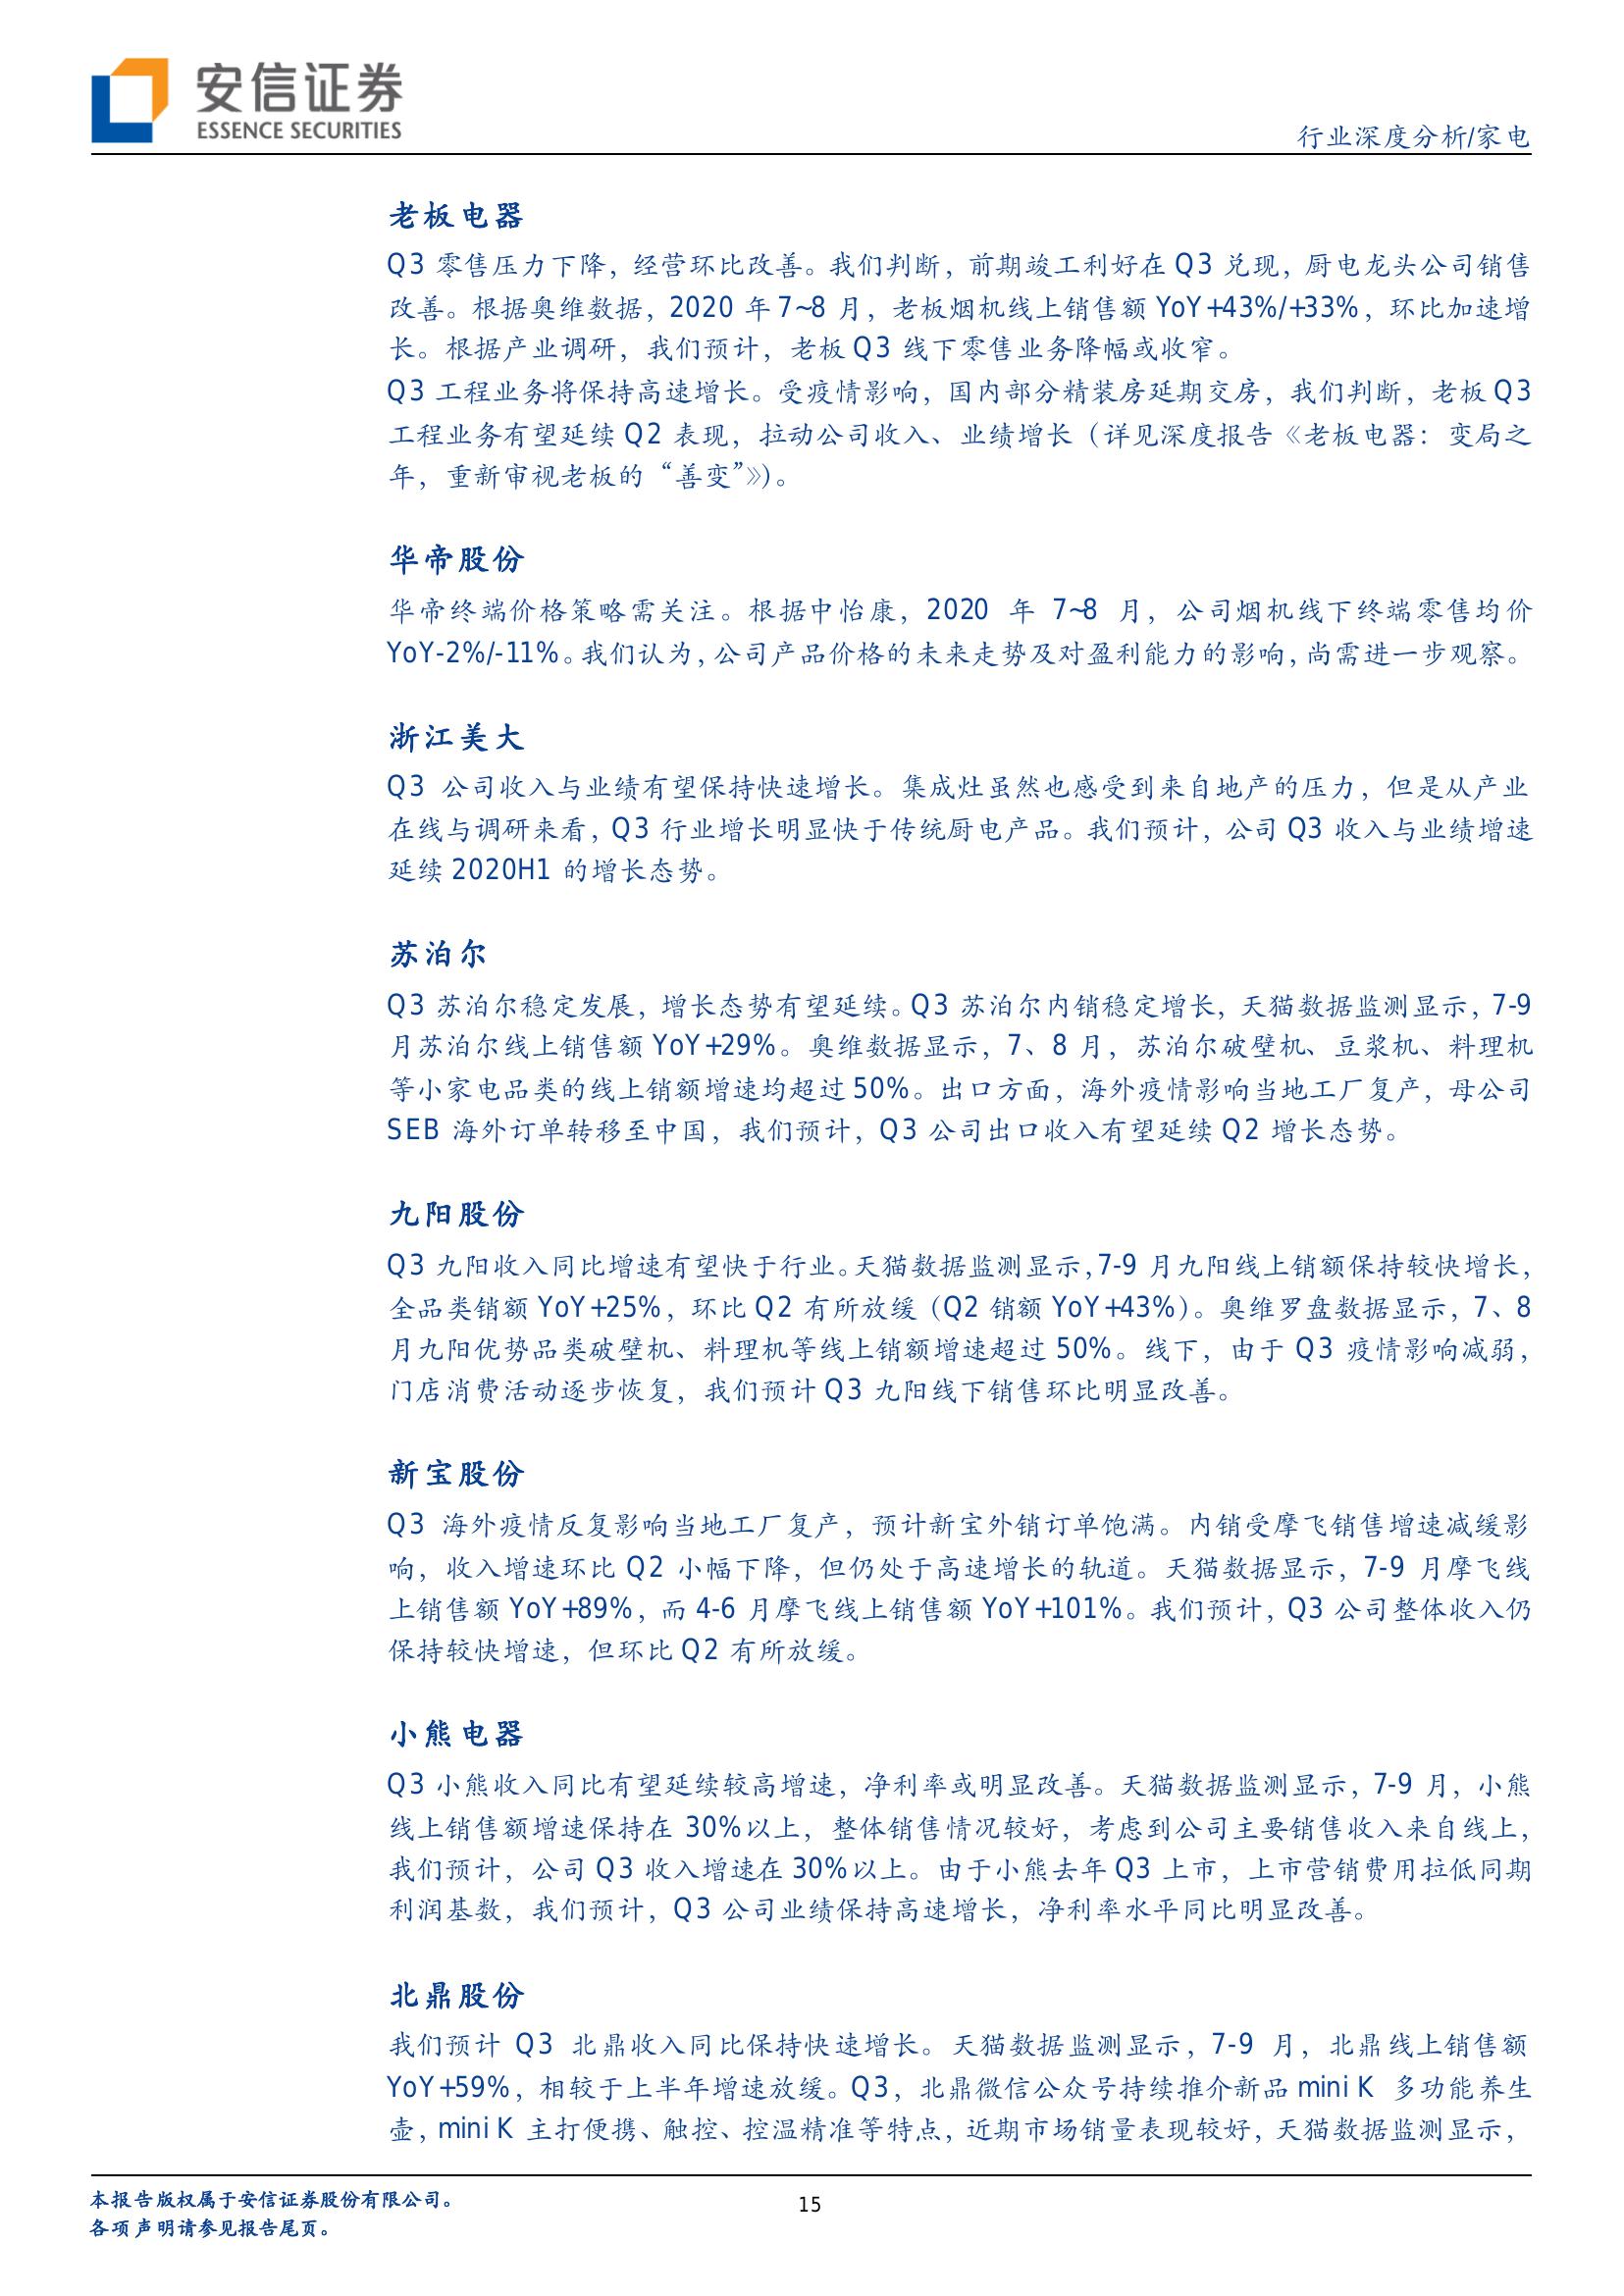 安信证券
ESSENCE SECURITIES
行业深度分析/家电
老板电器
Q3 零售压力下降，经营环比改善。我们判断，前期竣工利好在 Q3 兑现，厨电龙头公司销售
改善。根据奥维数据，2020 年 7~8 月，老板烟机线上销售额 YoY+43%/+33%，环比加速增
长。根据产业调研，我们预计，老板 Q3 线下零售业务降幅或收窄。
Q3 工程业务将保持高速增长。受疫情影响，国内部分精装房延期交房，我们判断，老板 Q3
工程业务有望延续 Q2 表现，拉动公司收入、业绩增长（详见深度报告《老板电器：变局之
年，重新审视老板的“善变”》）。
华帝股份
华帝终端价格策略需关注。根据中怡康，2020 年 7~8 月，公司烟机线下终端零售均价
YoY-2%/-11%。我们认为，公司产品价格的未来走势及对盈利能力的影响，尚需进一步观察。
浙江美大
Q3 公司收入与业绩有望保持快速增长。集成灶虽然也感受到来自地产的压力，但是从产业
在线与调研来看，Q3 行业增长明显快于传统厨电产品。我们预计，公司 Q3 收入与业绩增速
延续 2020H1 的增长态势。
苏泊尔
Q3 苏泊尔稳定发展，增长态势有望延续。Q3 苏泊尔内销稳定增长，天猫数据监测显示，7-9
月苏泊尔线上销售额 YoY+29%。奥维数据显示，7、8 月，苏泊尔破壁机、豆浆机、料理机
等小家电品类的线上销额增速均超过 50%。出口方面，海外疫情影响当地工厂复产，母公司
SEB 海外订单转移至中国，我们预计，Q3 公司出口收入有望延续 Q2 增长态势。
九阳股份
Q3 九阳收入同比增速有望快于行业。天猫数据监测显示，7-9 月九阳线上销额保持较快增长，
全品类销额 YoY+25%，环比 Q2 有所放缓（Q2 销额 YoY+43%）。奥维罗盘数据显示，7、8
月九阳优势品类破壁机、料理机等线上销额增速超过 50%。线下，由于 Q3 疫情影响减弱，
门店消费活动逐步恢复，我们预计 Q3 九阳线下销售环比明显改善。
新宝股份
Q3 海外疫情反复影响当地工厂复产，预计新宝外销订单饱满。内销受摩飞销售增速减缓影
响，收入增速环比 Q2 小幅下降，但仍处于高速增长的轨道。天猫数据显示，7-9 月摩飞线
上销售额 YoY+89%，而 4-6 月摩飞线上销售额 YoY+101%。我们预计，Q3 公司整体收入仍
保持较快增速，但环比 Q2 有所放缓。
小熊电器
Q3 小熊收入同比有望延续较高增速，净利率或明显改善。天猫数据监测显示，7-9 月，小熊
线上销售额增速保持在 30%以上，整体销售情况较好，考虑到公司主要销售收入来自线上，
我们预计，公司 Q3 收入增速在 30%以上。由于小熊去年 Q3 上市，上市营销费用拉低同期
利润基数，我们预计，Q3 公司业绩保持高速增长，净利率水平同比明显改善。
北鼎股份
我们预计 Q3 北鼎收入同比保持快速增长。天猫数据监测显示，7-9 月，北鼎线上销售额
YoY+59%，相较于上半年增速放缓。Q3，北鼎微信公众号持续推介新品 mini K 多功能养生
壶，mini K 主打便携、触控、控温精准等特点，近期市场销量表现较好，天猫数据监测显示，
本报告版权属于安信证券股份有限公司。
各项声明请参见报告尾页。
15